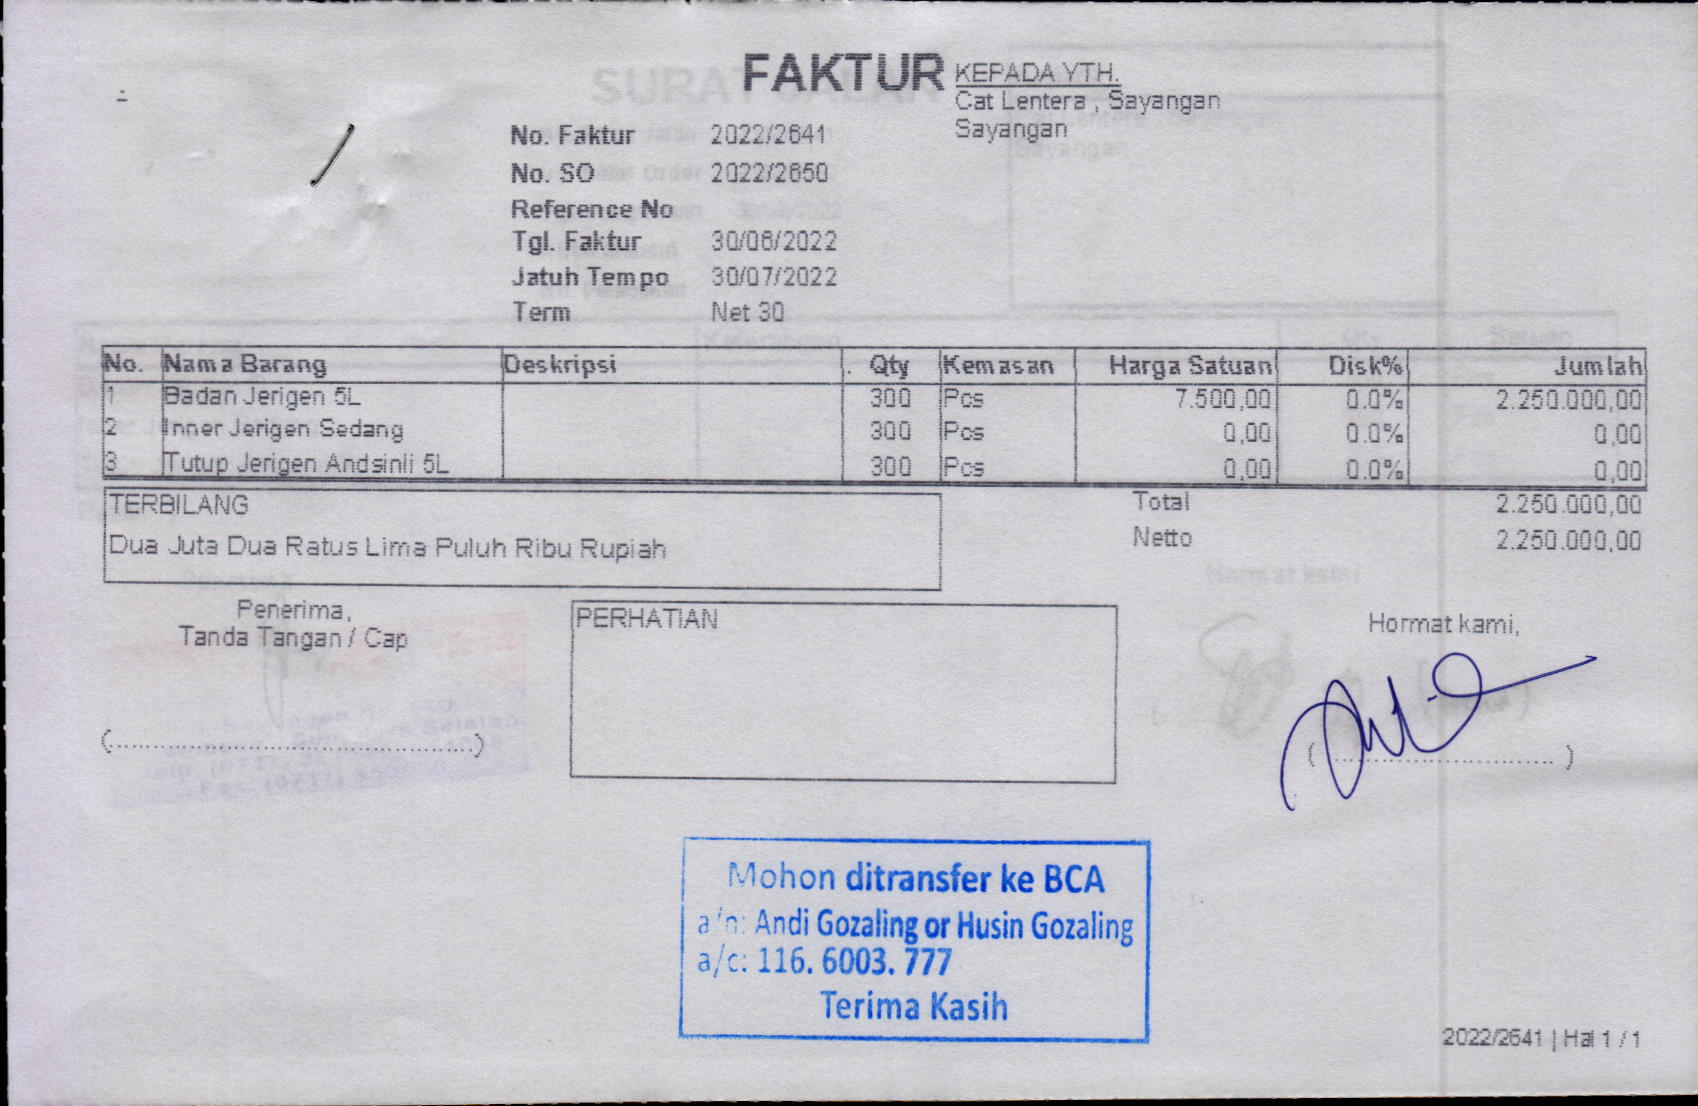 FAKTUR
KEPADA YTH.
Cat Lentera , Sayangan
Sayangan
No. Faktur 2022/2641
No. SO 2022/2650
Reference No
Tgl. Faktur 30/06/2022
Jatuh Tempo 30/07/2022
Term Net 30
No. Nama Barang Deskripsi . Qty Kemasan Harga Satuan Disk% Jumlah
1 Badan Jerigen 5L 300 Pcs 7.500,00 0.0% 2.250.000,00
2 Inner Jerigen Sedang 300 Pcs 0,00 0.0% 0,00
3 Tutup Jerigen Andsinli 5L 300 Pcs 0,00 0.0% 0,00
TERBILANG
Dua Juta Dua Ratus Lima Puluh Ribu Rupiah
Total 2.250.000,00
Netto 2.250.000,00
Penerima,
Tanda Tangan / Cap
(..........................................................)
PERHATIAN
Hormat kami,
(.................................. )
Mohon ditransfer ke BCA
a/n: Andi Gozaling or Husin Gozaling
a/c: 116. 6003. 777
Terima Kasih
2022/2641 | Hal 1 / 1